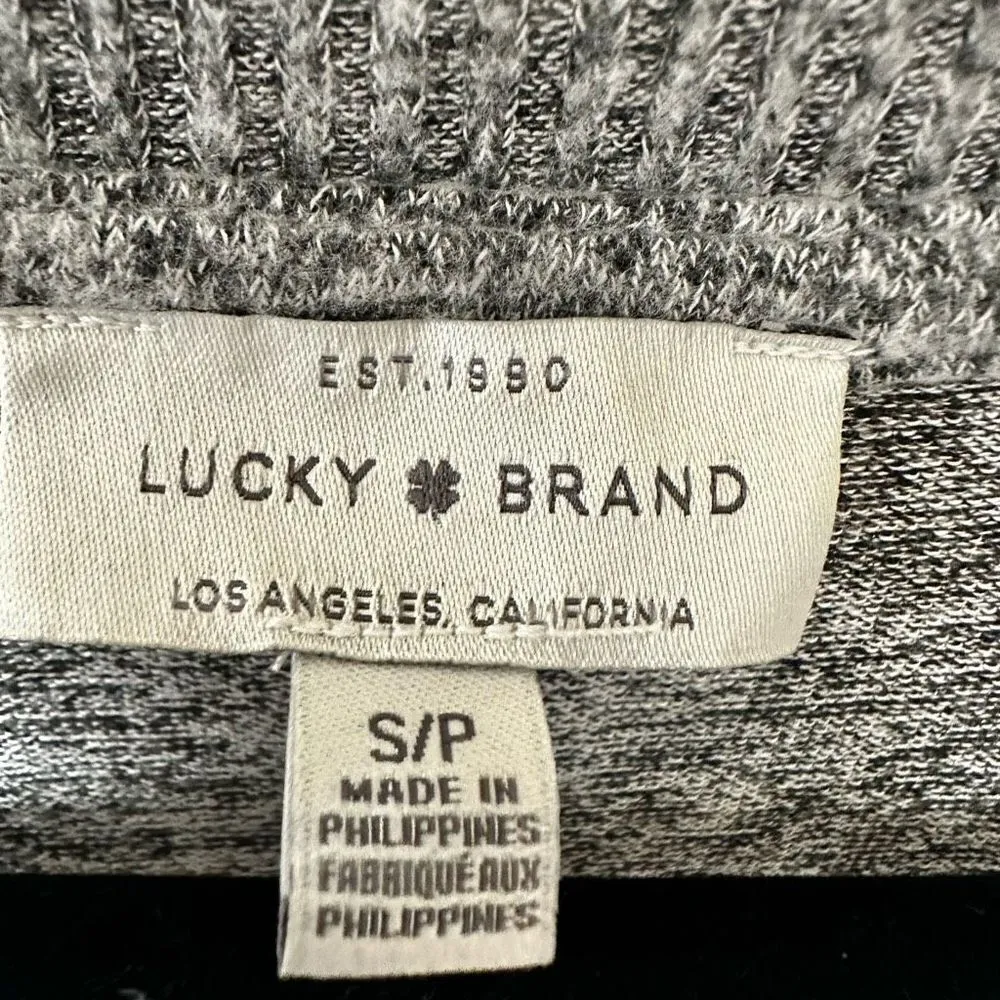 EST.1990
LUCKY BRAND
LOS ANGELES, CALIFORNIA
S/P
MADE IN
PHILIPPINES
FABRIQUÉ AUX
PHILIPPINES